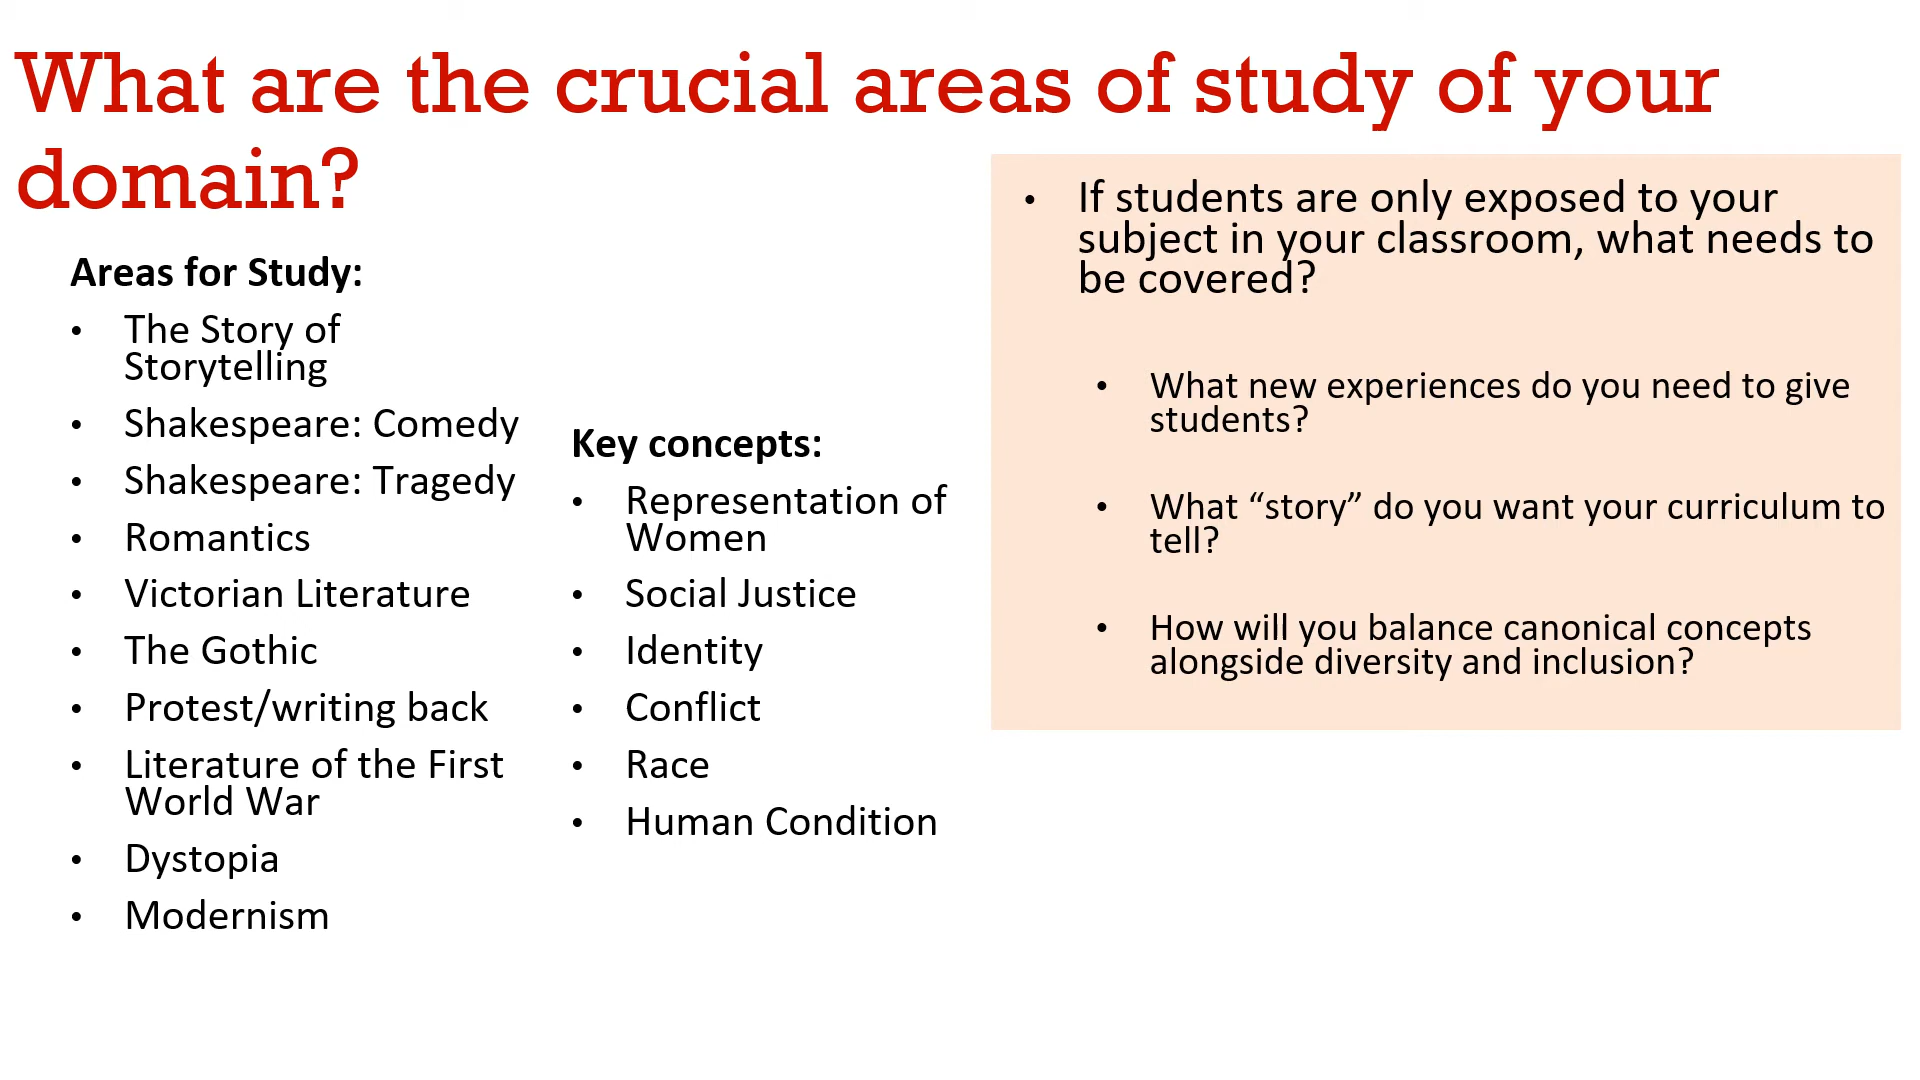 What are the crucial areas of study of your
domain?
Areas for Study:
• The Story of
Storytelling
• Shakespeare: Comedy
• Shakespeare: Tragedy
• Romantics
• Victorian Literature
• The Gothic
• Protest/writing back
• Literature of the First
World War
• Dystopia
• Modernism
Key concepts:
• Representation of
Women
• Social Justice
• Identity
• Conflict
• Race
• Human Condition
• If students are only exposed to your
subject in your classroom, what needs to
be covered?
• What new experiences do you need to give
students?
• What “story” do you want your curriculum to
tell?
• How will you balance canonical concepts
alongside diversity and inclusion?